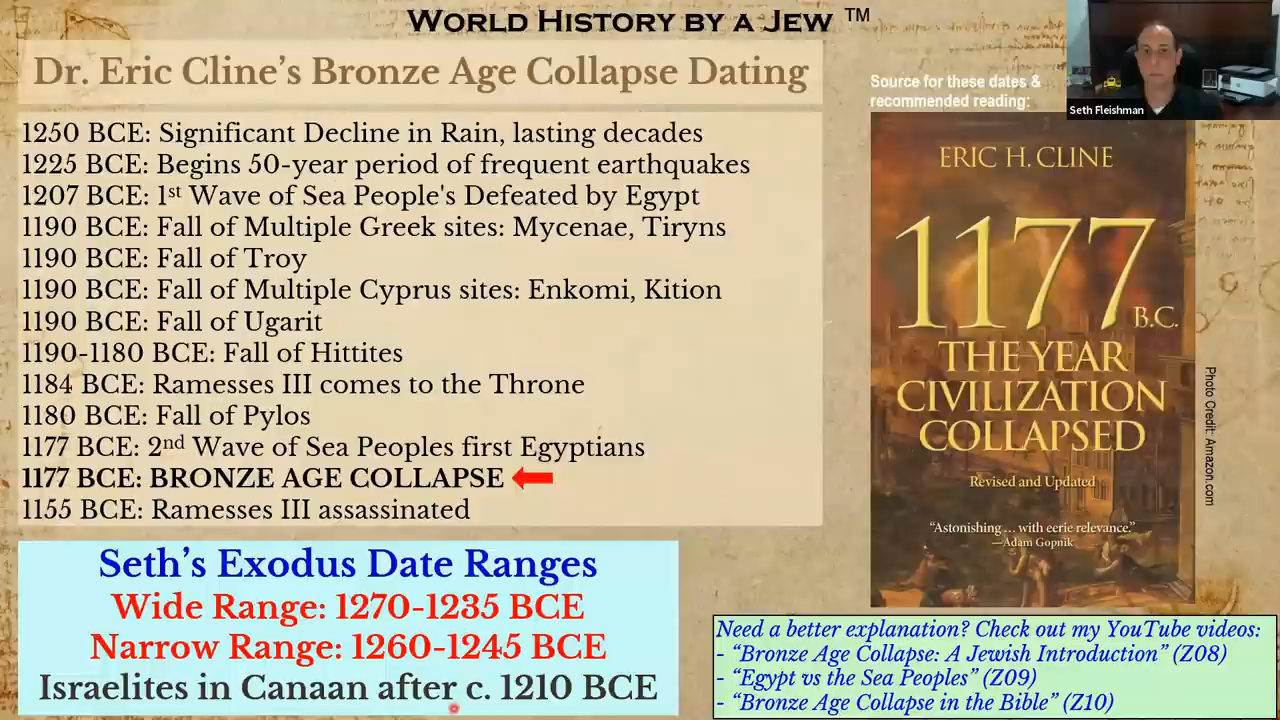 WORLD HISTORY BY A JEW ™
Dr. Eric Cline's Bronze Age Collapse Dating
1250 BCE: Significant Decline in Rain, lasting decades
1225 BCE: Begins 50-year period of frequent earthquakes
1207 BCE: 1st Wave of Sea People's Defeated by Egypt
1190 BCE: Fall of Multiple Greek sites: Mycenae, Tiryns
1190 BCE: Fall of Troy
1190 BCE: Fall of Multiple Cyprus sites: Enkomi, Kition
1190 BCE: Fall of Ugarit
1190-1180 BCE: Fall of Hittites
1184 BCE: Ramesses III comes to the Throne
1180 BCE: Fall of Pylos
1177 BCE: 2nd Wave of Sea Peoples first Egyptians
1177 BCE: BRONZE AGE COLLAPSE
1155 BCE: Ramesses III assassinated
Seth's Exodus Date Ranges
Wide Range: 1270-1235 BCE
Narrow Range: 1260-1245 BCE
Israelites in Canaan after c. 1210 BCE
Source for these dates &
recommended reading:
Seth Fleishman
ERIC H. CLINE
1177
B.C.
THE YEAR
CIVILIZATION
COLLAPSED
Revised and Updated
“Astonishing ... with eerie relevance.”
—Adam Gopnik
Photo Credit: Amazon.com
Need a better explanation? Check out my YouTube videos:
- “Bronze Age Collapse: A Jewish Introduction” (Z08)
- “Egypt vs the Sea Peoples” (Z09)
- “Bronze Age Collapse in the Bible” (Z10)